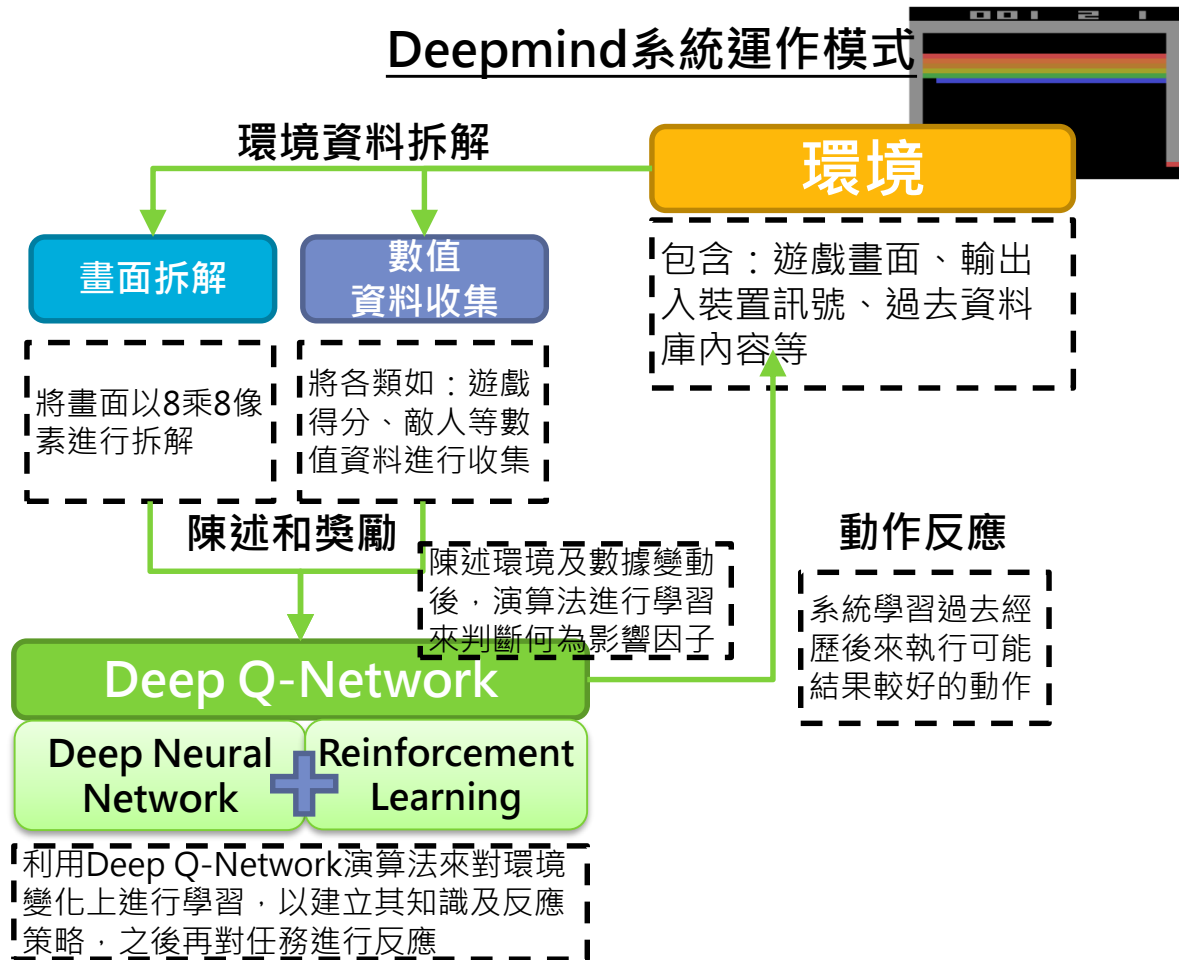 00121
Deepmind系統運作模式
環境資料拆解
環境
包含：遊戲畫面、輸出
入裝置訊號、過去資料
庫內容等
畫面拆解
數值
資料收集
將畫面以8乘8像
素進行拆解
將各類如：遊戲
得分、敵人等數
值資料進行收集
陳述和獎勵
陳述環境及數據變動
後，演算法進行學習
來判斷何為影響因子
動作反應
系統學習過去經
歷後來執行可能
結果較好的動作
Deep Q-Network
Deep Neural
Network
Reinforcement
Learning
利用Deep Q-Network演算法來對環境
變化上進行學習，以建立其知識及反應
策略，之後再對任務進行反應